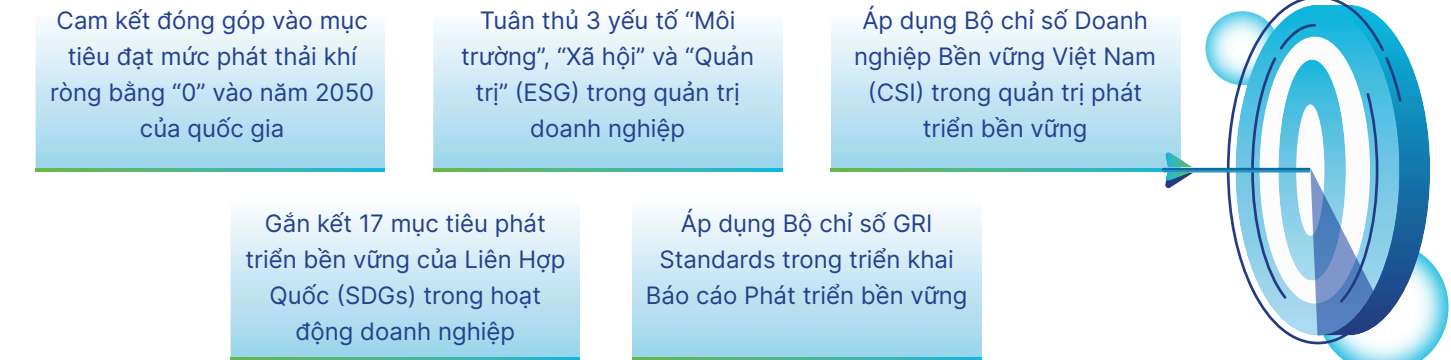 Cam kết đóng góp vào mục
tiêu đạt mức phát thải khí
ròng bằng “0” vào năm 2050
của quốc gia
Tuân thủ 3 yếu tố “Môi
trường”, “Xã hội” và “Quản
trị” (ESG) trong quản trị
doanh nghiệp
Áp dụng Bộ chỉ số Doanh
nghiệp Bền vững Việt Nam
(CSI) trong quản trị phát
triển bền vững
Gắn kết 17 mục tiêu phát
triển bền vững của Liên Hợp
Quốc (SDGs) trong hoạt
động doanh nghiệp
Áp dụng Bộ chỉ số GRI
Standards trong triển khai
Báo cáo Phát triển bền vững